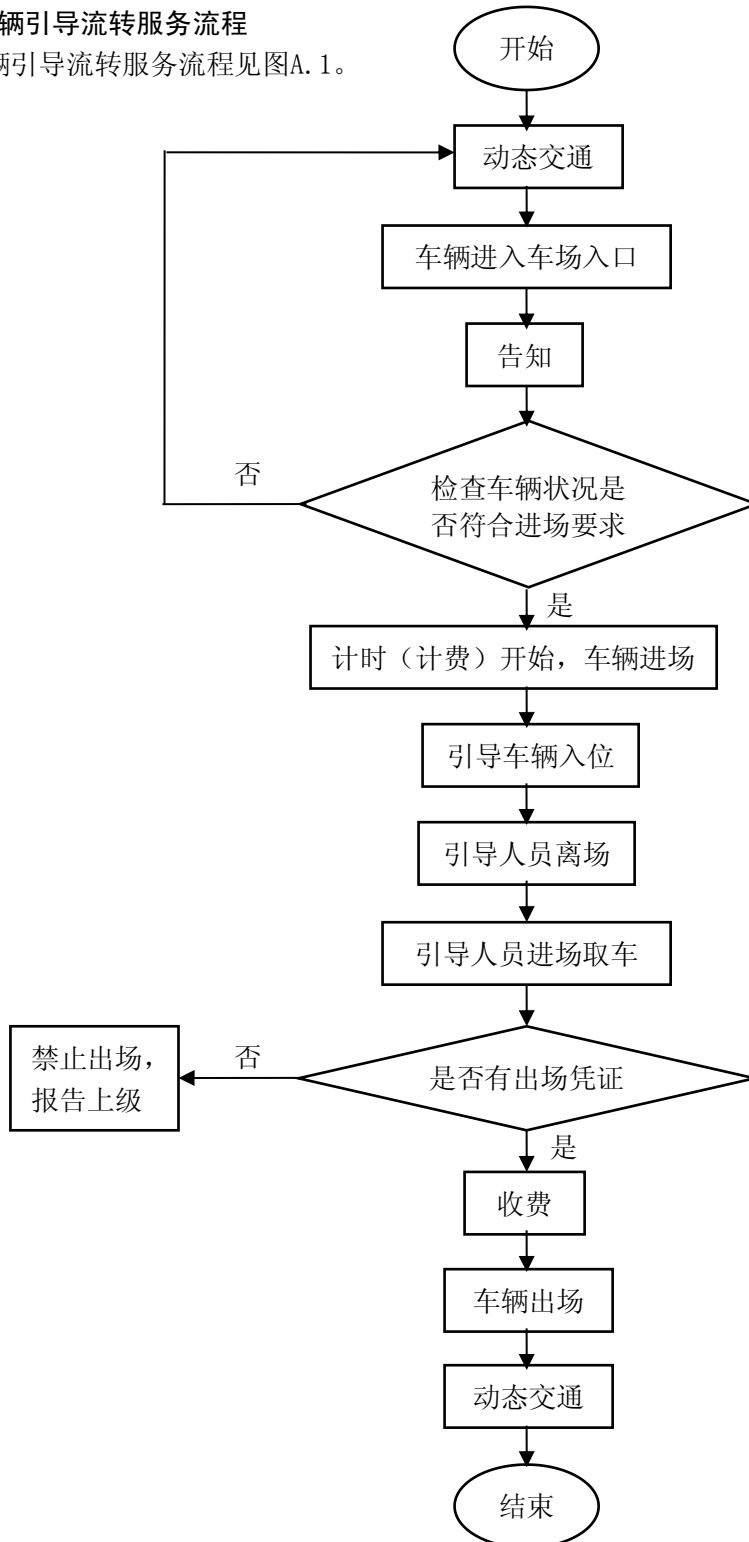 辆引导流转服务流程
辆引导流转服务流程见图A.1。
开始
动态交通
车辆进入车场入口
告知
检查车辆状况是
否符合进场要求
否
是
计时（计费）开始，车辆进场
引导车辆入位
引导人员离场
引导人员进场取车
是否有出场凭证
否
禁止出场，
报告上级
是
收费
车辆出场
动态交通
结束